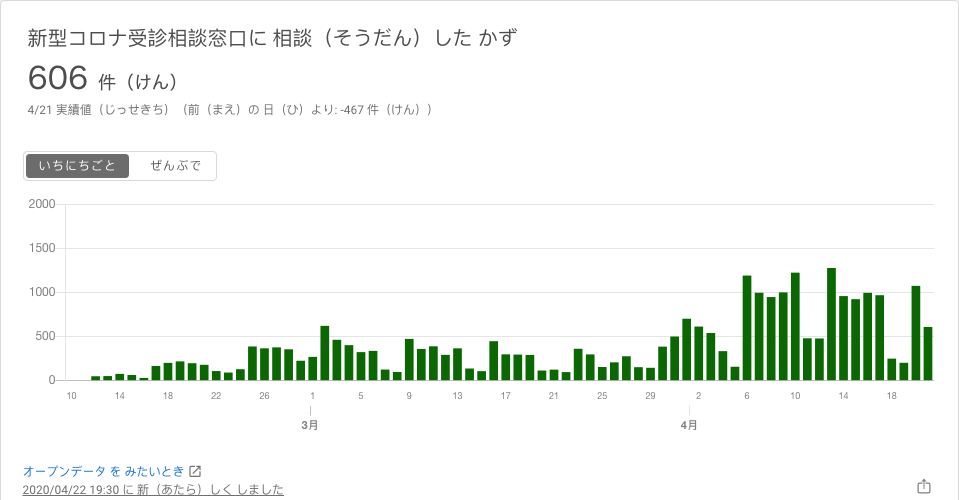 新型コロナ受診相談窓口に 相談（そうだん）した かず
606 件（けん）
4/21 実績値（じっせきち）（前（まえ）の 日（ひ）より: -467 件（けん））
いちにちごと ぜんぶで
2000
1500
1000
500
0
10 14 18 22 26 1 5 9 13 17 21 25 29 2 6 10 14 18
3月 4月
オープンデータ を みたいとき
2020/04/22 19:30 に 新（あたら）しく しました